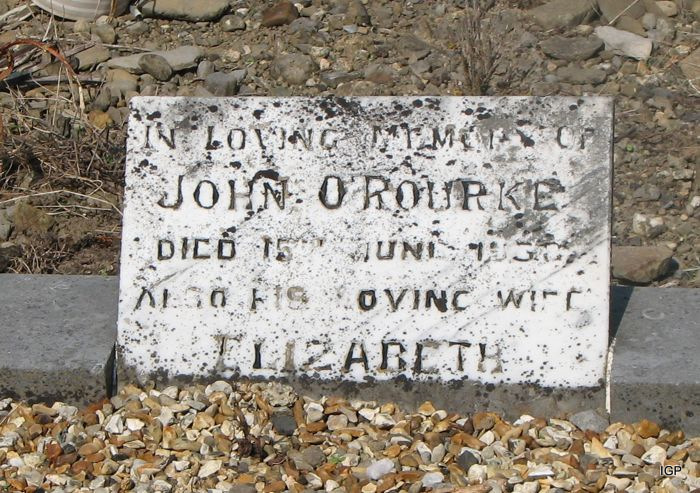 IN LOVING MEMORY OF
JOHN O'ROURKE
DIED 15TH JUNE
ALSO HIS LOVING WIFE
ELIZABETH
IGP